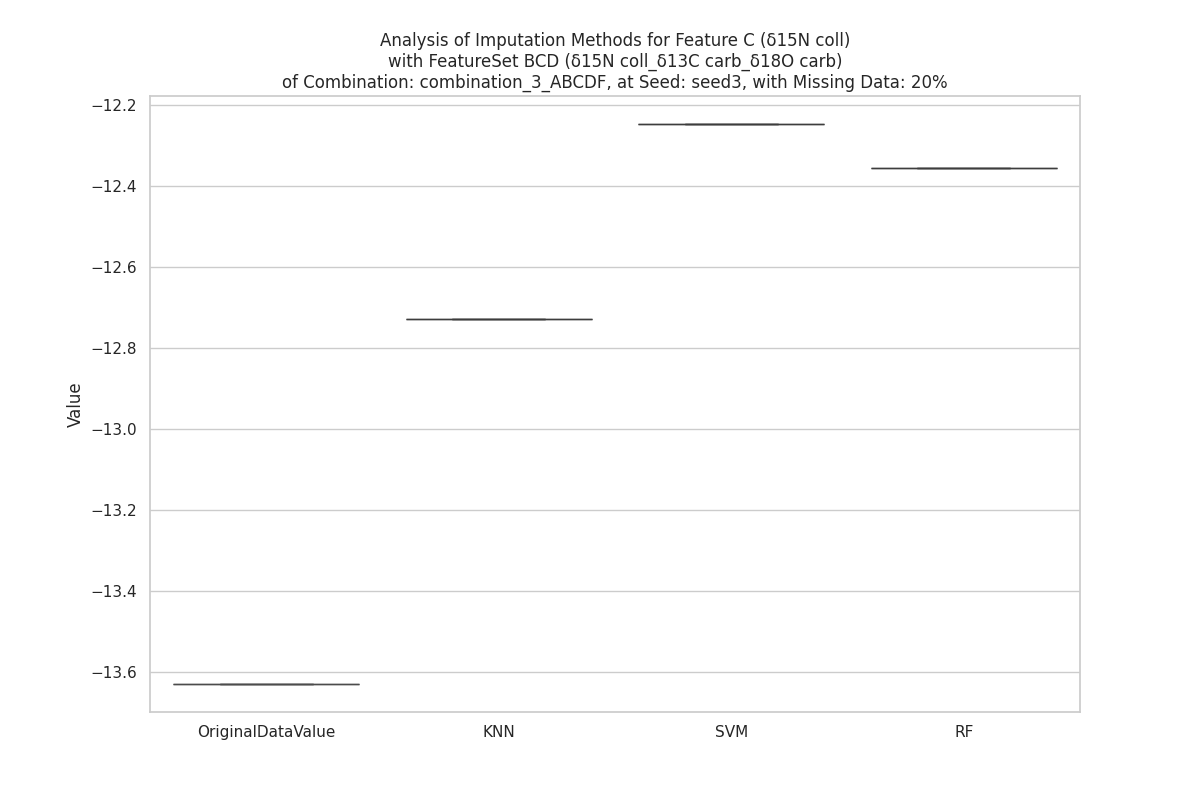 Analysis of Imputation Methods for Feature C (δ15N coll)
with FeatureSet BCD (δ15N coll_δ13C carb_δ18O carb)
of Combination: combination_3_ABCDF, at Seed: seed3, with Missing Data: 20%
−12.2
−12.4
−12.6
−12.8
−13.0
−13.2
−13.4
−13.6
Value
OriginalDataValue
KNN
SVM
RF